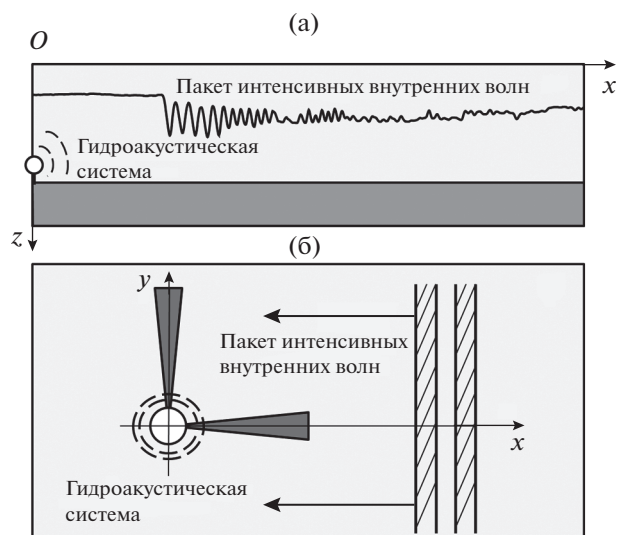 (а)
O
Пакет интенсивных внутренних волн
x
Гидроакустическая
система
z
(б)
y
Пакет интенсивных
внутренних волн
x
Гидроакустическая
система